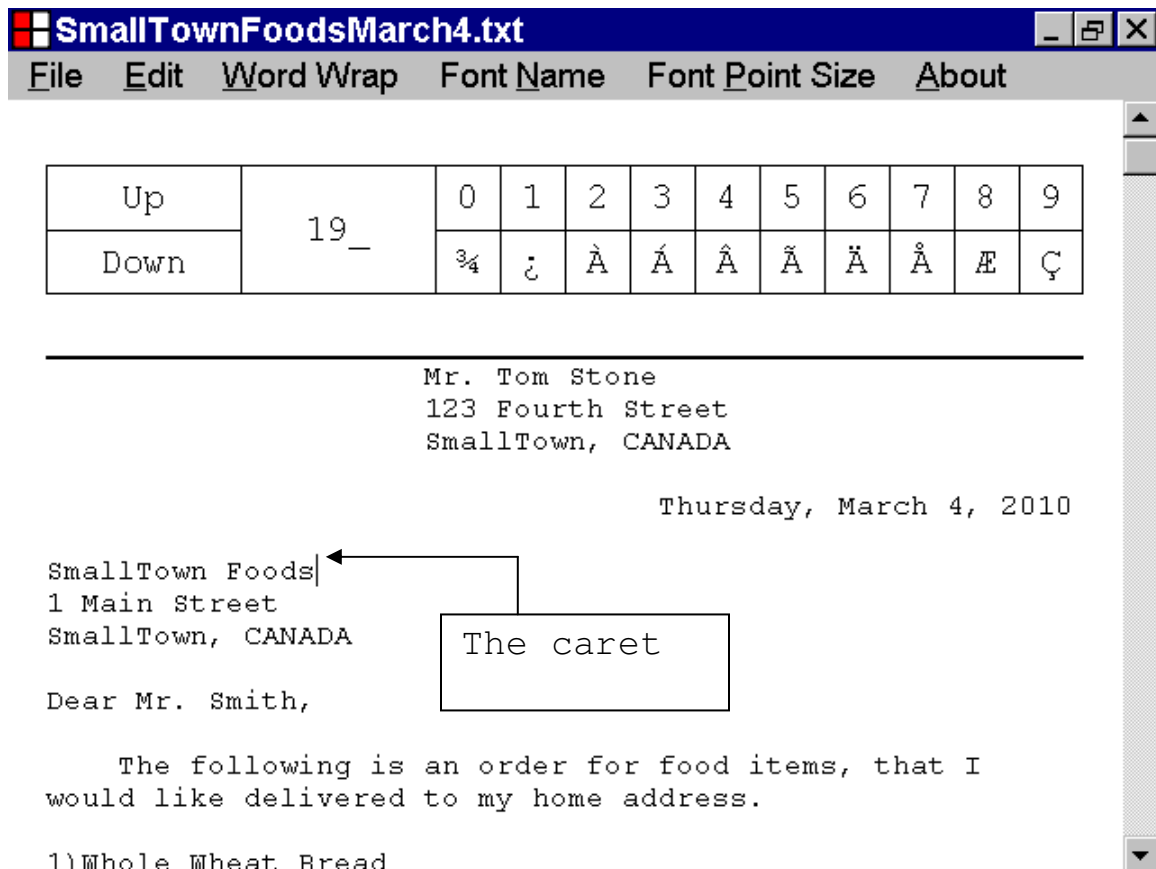 SmallTownFoodsMarch4.txt
File Edit Word Wrap Font Name Font Point Size About
Up 19_ 0 1 2 3 4 5 6 7 8 9
Down ¾ ¿ À Á Â Ã Ä Å Æ Ç
Mr. Tom Stone
123 Fourth Street
SmallTown, CANADA
Thursday, March 4, 2010
SmallTown Foods
1 Main Street
SmallTown, CANADA
The caret
Dear Mr. Smith,
The following is an order for food items, that I
would like delivered to my home address.
1)Whole Wheat Bread